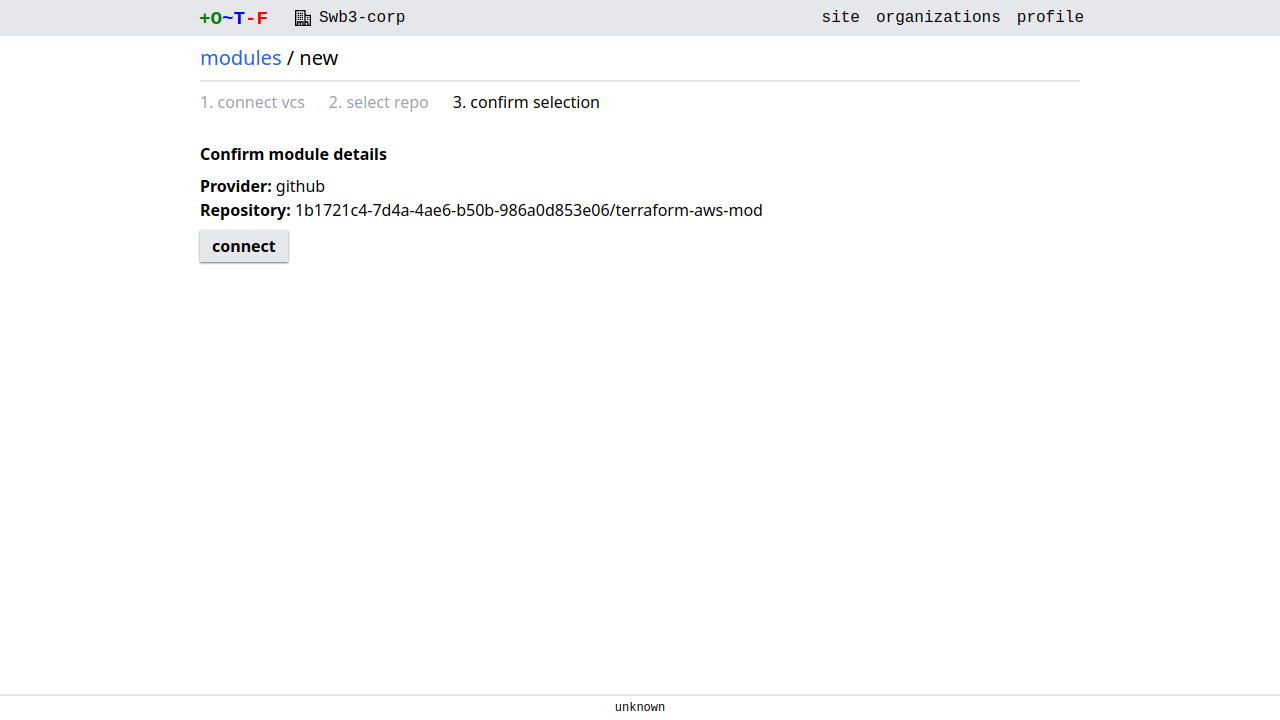 +O~T-F Swb3-corp site organizations profile
modules / new
1. connect vcs 2. select repo 3. confirm selection
Confirm module details
Provider: github
Repository: 1b1721c4-7d4a-4ae6-b50b-986a0d853e06/terraform-aws-mod
connect
unknown